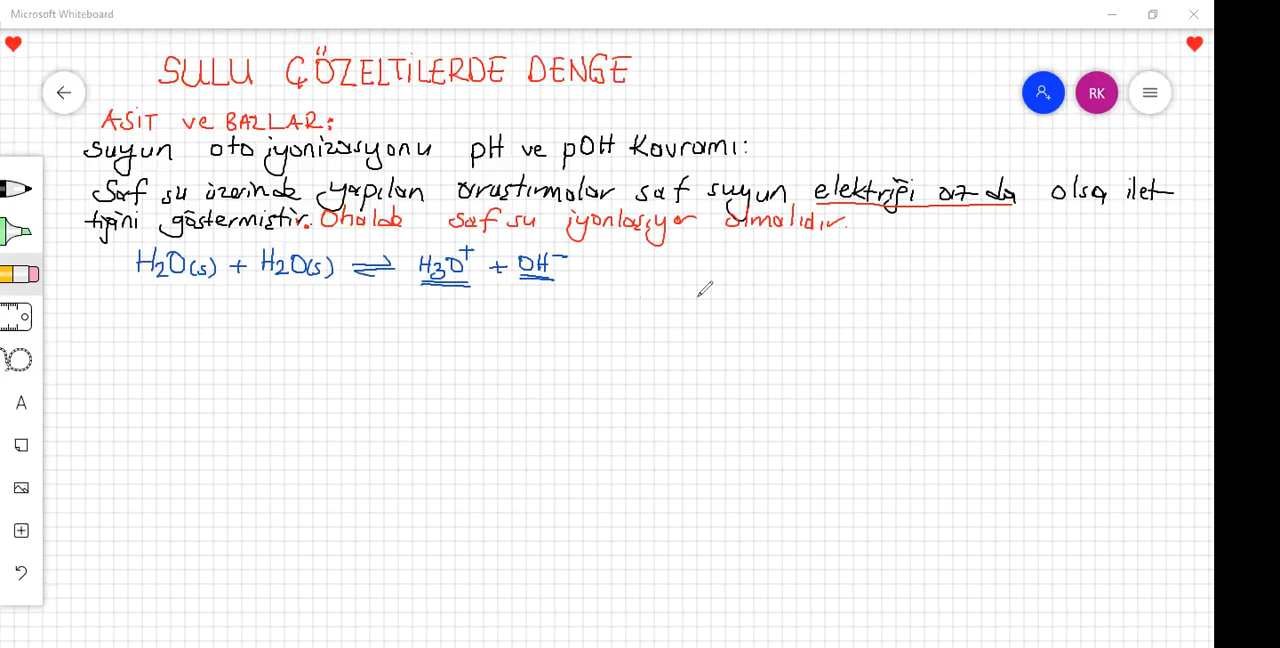 Microsoft Whiteboard
SULU ÇÖZELTİLERDE DENGE
RK
ASİT ve BAZLAR:
suyun oto iyonizasyonu pH ve pOH Kavramı:
Saf su üzerinde yapılan araştırmalar saf suyun elektriği az da olsa ilet-
tiğini göstermiştir. Ohalde saf su iyonlaşıyor olmalıdır.
H₂O(s) + H₂O(s) ⇌ H₃O⁺ + OH⁻
A